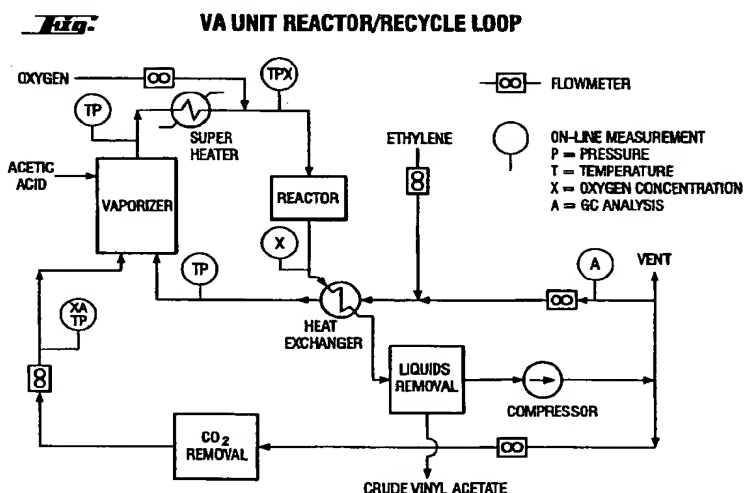 Fig.
VA UNIT REACTOR/RECYCLE LOOP
OXYGEN
TPX
TP
SUPER
HEATER
ACETIC
ACID
VAPORIZER
REACTOR
ETHYLENE
FLOWMETER
ON-LINE MEASUREMENT
P = PRESSURE
T = TEMPERATURE
X = OXYGEN CONCENTRATION
A = GC ANALYSIS
X
TP
A
VENT
HEAT
EXCHANGER
XA
TP
LIQUIDS
REMOVAL
COMPRESSOR
CO2
REMOVAL
CRUDE VINYL ACETATE